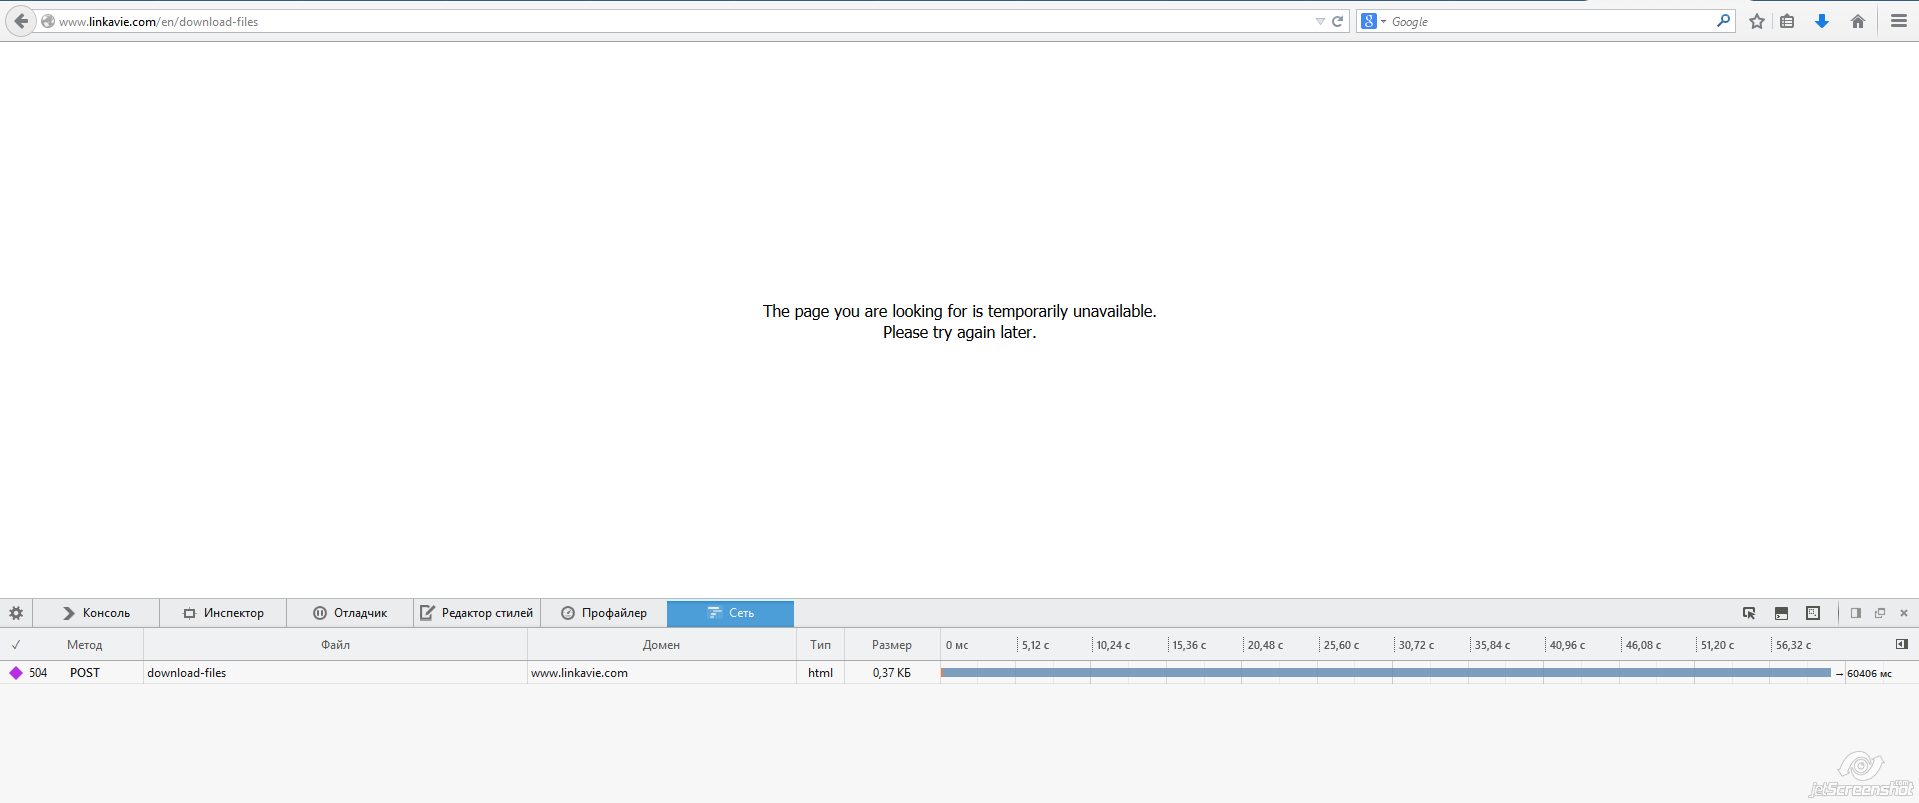 www.linkavie.com/en/download-files
8 Google
The page you are looking for is temporarily unavailable.
Please try again later.
Консоль Инспектор Отладчик Редактор стилей Профайлер Сеть
✓ Метод Файл Домен Тип Размер 0 мс 5,12 с 10,24 с 15,36 с 20,48 с 25,60 с 30,72 с 35,84 с 40,96 с 46,08 с 51,20 с 56,32 с
504 POST download-files www.linkavie.com html 0,37 КБ → 60406 мс
jetScreenshot.com